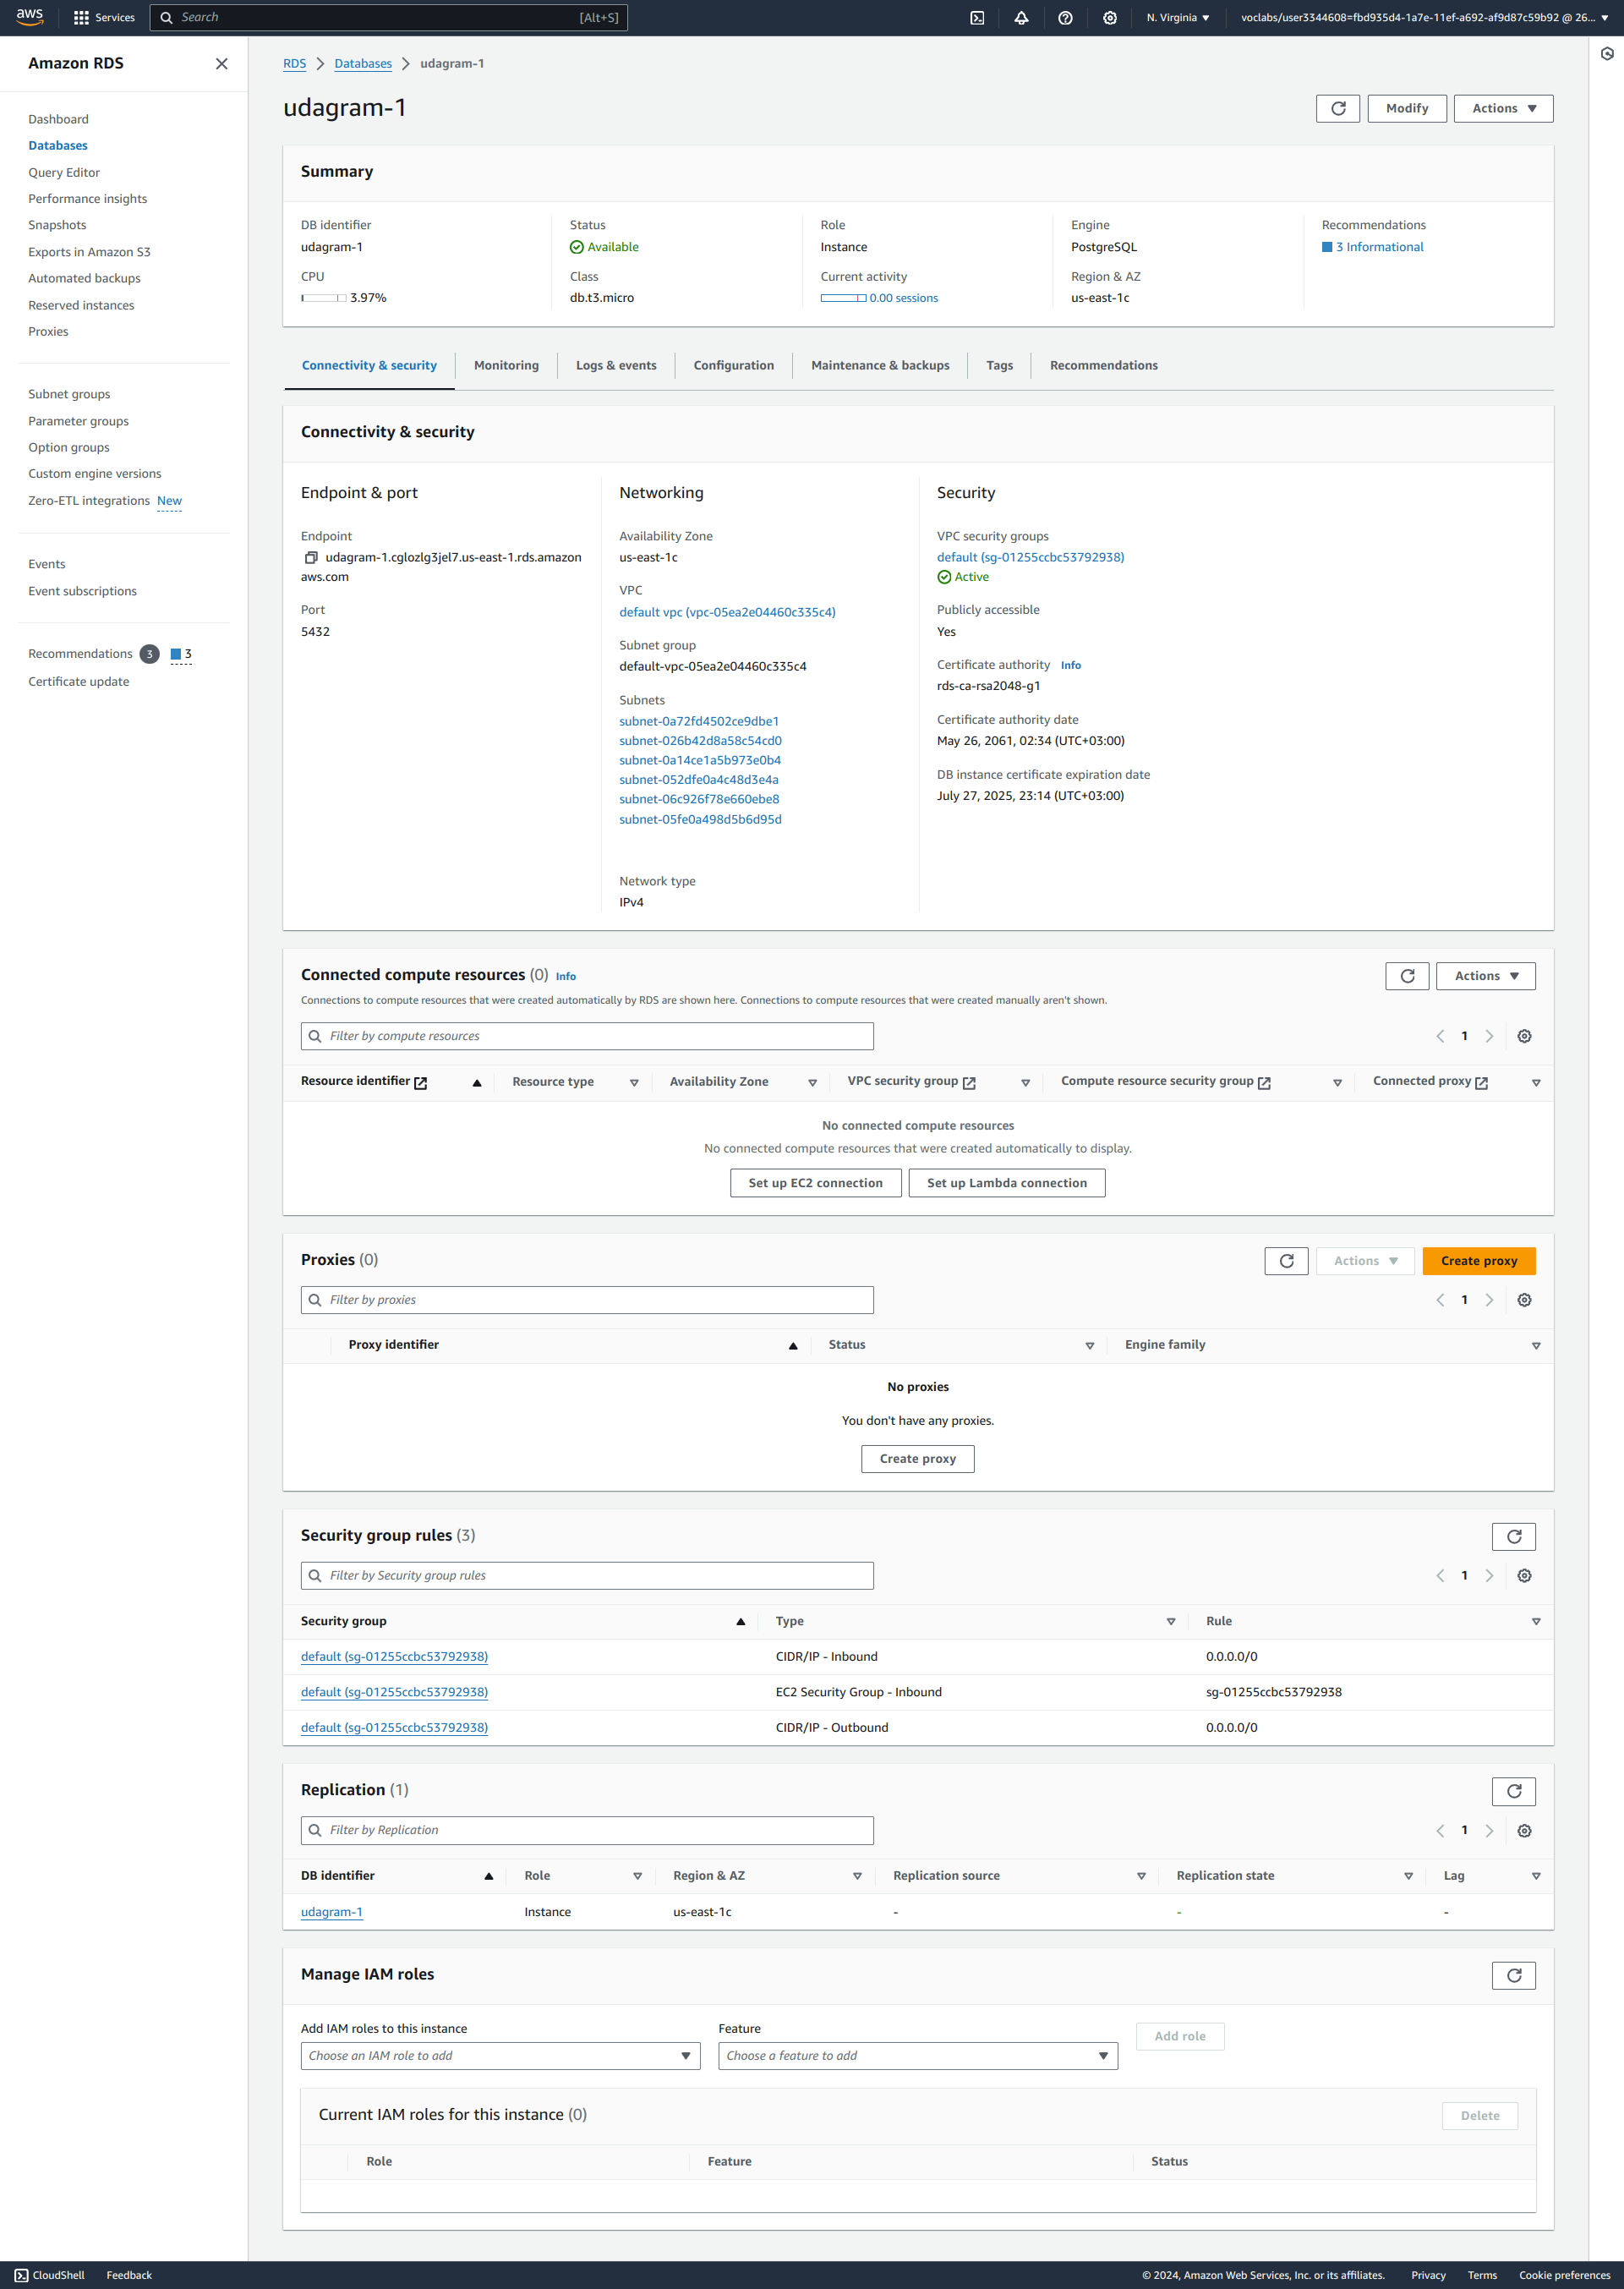 aws
Services
Search
[Alt+S]
N. Virginia
voclabs/user3344608=fbd935d4-1a7e-11ef-a692-af9d87c59b92 @ 26...
Amazon RDS
Dashboard
Databases
Query Editor
Performance insights
Snapshots
Exports in Amazon S3
Automated backups
Reserved instances
Proxies
Subnet groups
Parameter groups
Option groups
Custom engine versions
Zero-ETL integrations New
Events
Event subscriptions
Recommendations 3 3
Certificate update
RDS > Databases > udagram-1
udagram-1
Modify
Actions
Summary
DB identifier
udagram-1
CPU
3.97%
Status
Available
Class
db.t3.micro
Role
Instance
Current activity
0.00 sessions
Engine
PostgreSQL
Region & AZ
us-east-1c
Recommendations
3 Informational
Connectivity & security
Monitoring
Logs & events
Configuration
Maintenance & backups
Tags
Recommendations
Connectivity & security
Endpoint & port
Endpoint
udagram-1.cglozlg3jel7.us-east-1.rds.amazon
aws.com
Port
5432
Networking
Availability Zone
us-east-1c
VPC
default vpc (vpc-05ea2e04460c335c4)
Subnet group
default-vpc-05ea2e04460c335c4
Subnets
subnet-0a72fd4502ce9dbe1
subnet-026b42d8a58c54cd0
subnet-0a14ce1a5b973e0b4
subnet-052dfe0a4c48d3e4a
subnet-06c926f78e660ebe8
subnet-05fe0a498d5b6d95d
Network type
IPv4
Security
VPC security groups
default (sg-01255ccbc53792938)
Active
Publicly accessible
Yes
Certificate authority Info
rds-ca-rsa2048-g1
Certificate authority date
May 26, 2061, 02:34 (UTC+03:00)
DB instance certificate expiration date
July 27, 2025, 23:14 (UTC+03:00)
Connected compute resources (0) Info
Actions
Connections to compute resources that were created automatically by RDS are shown here. Connections to compute resources that were created manually aren't shown.
Filter by compute resources
1
Resource identifier
Resource type
Availability Zone
VPC security group
Compute resource security group
Connected proxy
No connected compute resources
No connected compute resources that were created automatically to display.
Set up EC2 connection
Set up Lambda connection
Proxies (0)
Actions
Create proxy
Filter by proxies
1
Proxy identifier
Status
Engine family
No proxies
You don't have any proxies.
Create proxy
Security group rules (3)
Filter by Security group rules
1
Security group
Type
Rule
default (sg-01255ccbc53792938)
CIDR/IP - Inbound
0.0.0.0/0
default (sg-01255ccbc53792938)
EC2 Security Group - Inbound
sg-01255ccbc53792938
default (sg-01255ccbc53792938)
CIDR/IP - Outbound
0.0.0.0/0
Replication (1)
Filter by Replication
1
DB identifier
Role
Region & AZ
Replication source
Replication state
Lag
udagram-1
Instance
us-east-1c
-
-
-
Manage IAM roles
Add IAM roles to this instance
Choose an IAM role to add
Feature
Choose a feature to add
Add role
Current IAM roles for this instance (0)
Delete
Role
Feature
Status
CloudShell
Feedback
© 2024, Amazon Web Services, Inc. or its affiliates.
Privacy
Terms
Cookie preferences